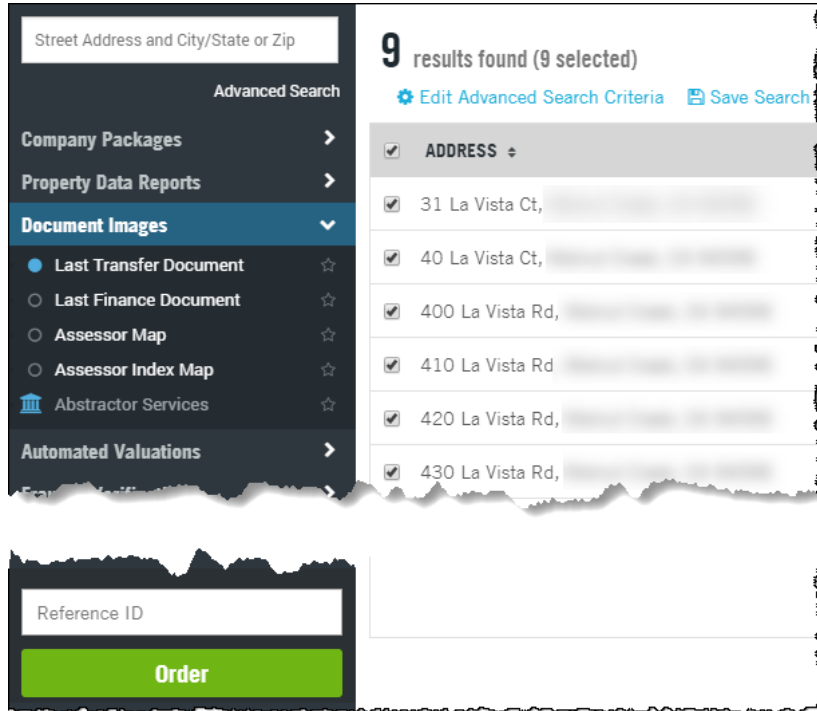 Street Address and City/State or Zip
Advanced Search
Company Packages
Property Data Reports
Document Images
Last Transfer Document
Last Finance Document
Assessor Map
Assessor Index Map
Abstractor Services
Automated Valuations
Reference ID
Order
9 results found (9 selected)
Edit Advanced Search Criteria Save Search
ADDRESS
31 La Vista Ct,
40 La Vista Ct,
400 La Vista Rd,
410 La Vista Rd,
420 La Vista Rd,
430 La Vista Rd,